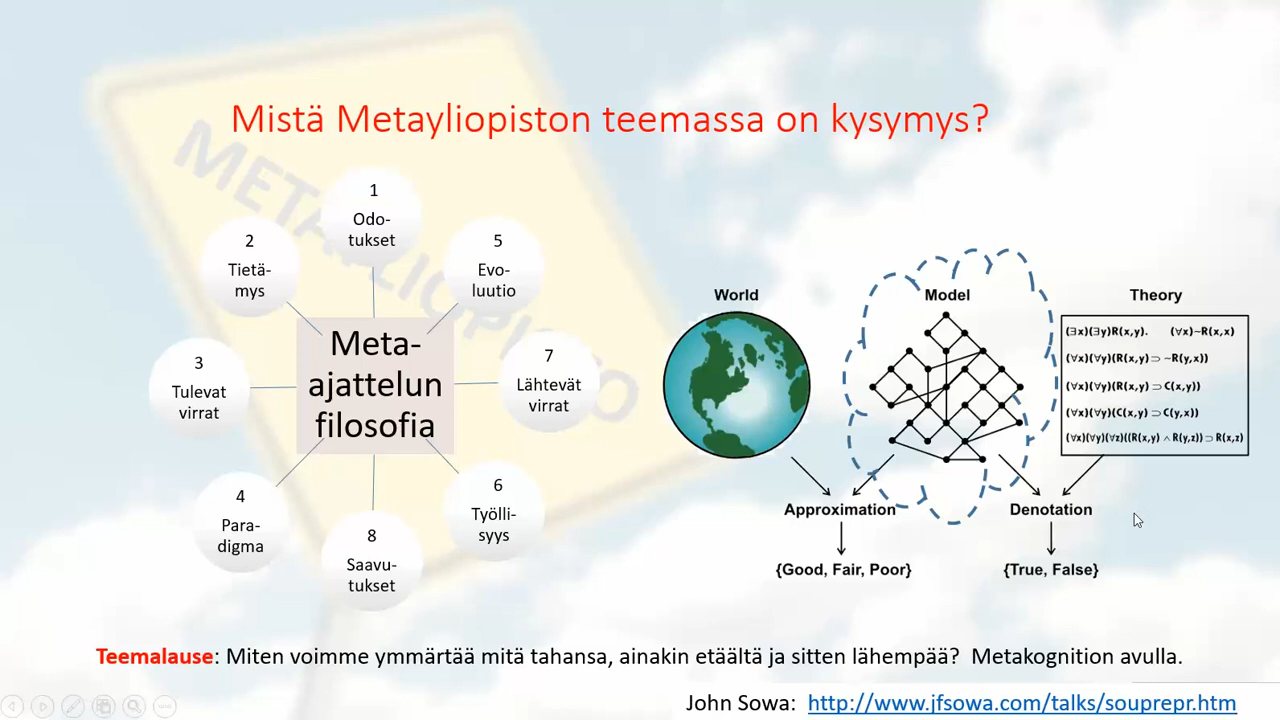 Mistä Metayliopiston teemassa on kysymys?
METAYLIOPISTO
1
Odo-
tukset
2
Tietä-
mys
5
Evo-
luutio
Meta-
ajattelun
filosofia
3
Tulevat
virrat
7
Lähtevät
virrat
4
Para-
digma
6
Työlli-
syys
8
Saavu-
tukset
World
Model
Theory
(∃x)(∃y)R(x,y). (∀x)~R(x,x)
(∀x)(∀y)(R(x,y) ⊃ ~R(y,x))
(∀x)(∀y)(R(x,y) ⊃ C(x,y))
(∀x)(∀y)(C(x,y) ⊃ C(y,x))
(∀x)(∀y)(∀z)((R(x,y) ∧ R(y,z)) ⊃ R(x,z)
Approximation
Denotation
{Good, Fair, Poor}
{True, False}
Teemalause: Miten voimme ymmärtää mitä tahansa, ainakin etäältä ja sitten lähempää? Metakognition avulla.
John Sowa: http://www.jfsowa.com/talks/souprepr.htm